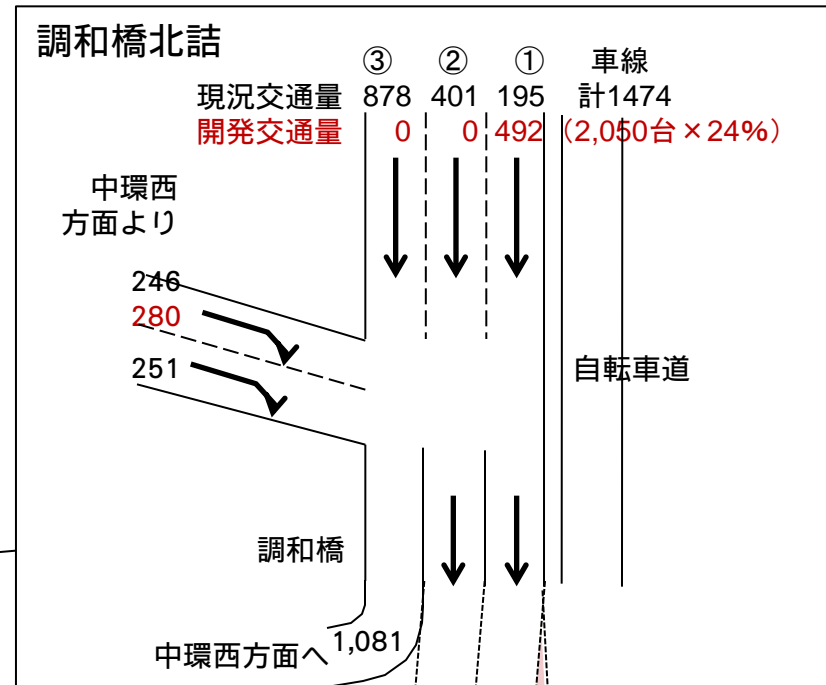 調和橋北詰
③ ② ① 車線
現況交通量 878 401 195 計1474
開発交通量 0 0 492 (2,050台×24%)
中環西
方面より
246
280
251
自転車道
調和橋
中環西方面へ 1,081